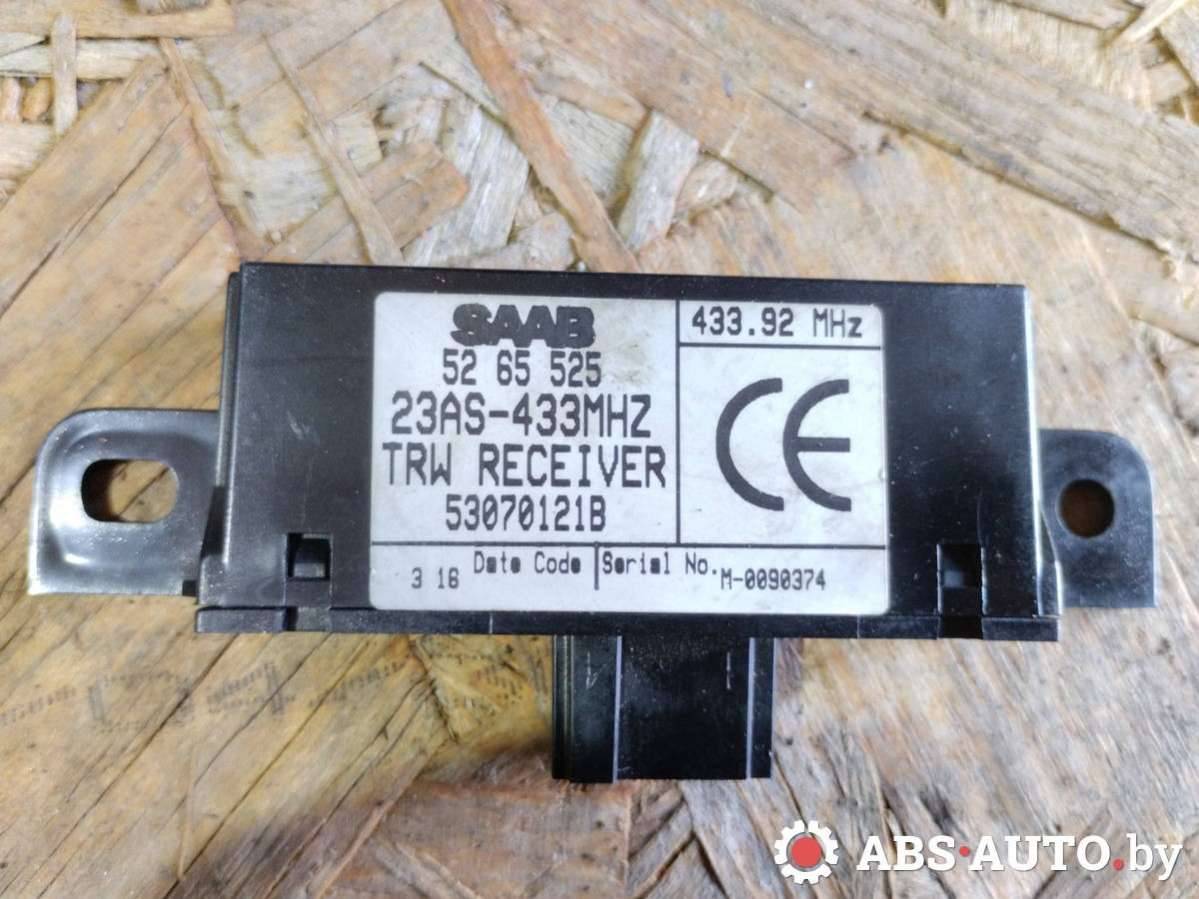 SAAB
52 65 525
23AS-433MHZ
TRW RECEIVER
53070121B
433.92 MHz
CE
Date Code
3 16
Serial No.
M-0090374
ABS-AUTO.by